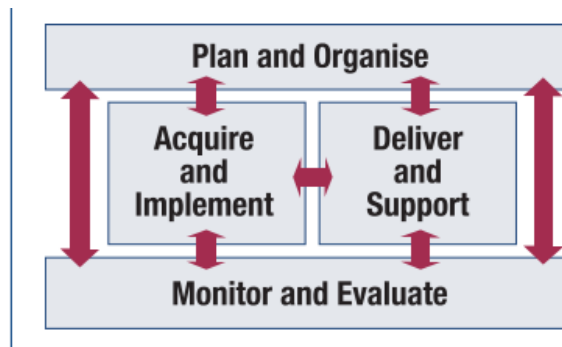 Plan and Organise
Acquire
and
Implement
Deliver
and
Support
Monitor and Evaluate